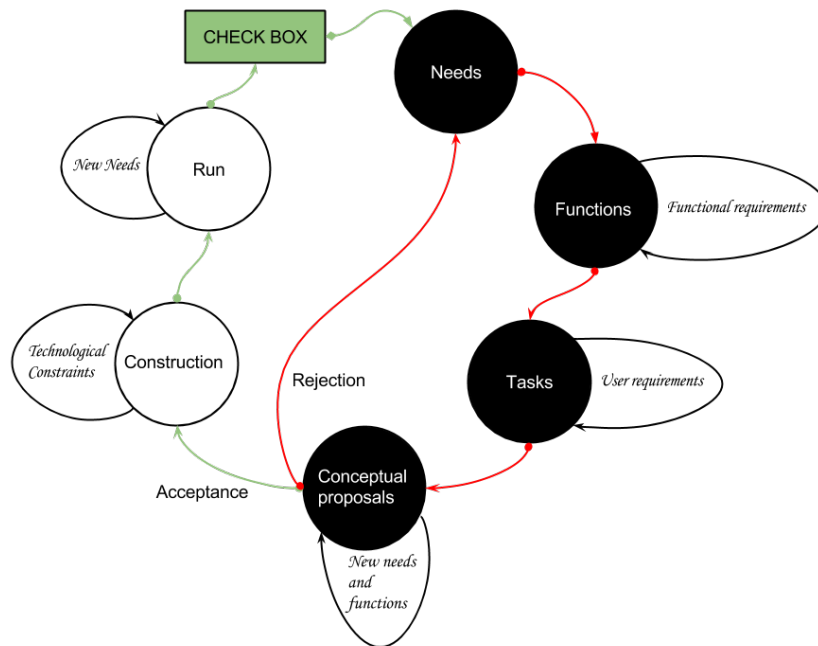 CHECK BOX
Needs
New Needs
Run
Functions
Functional requirements
Technological
Constraints
Construction
Rejection
Tasks
User requirements
Acceptance
Conceptual
proposals
New needs
and
functions